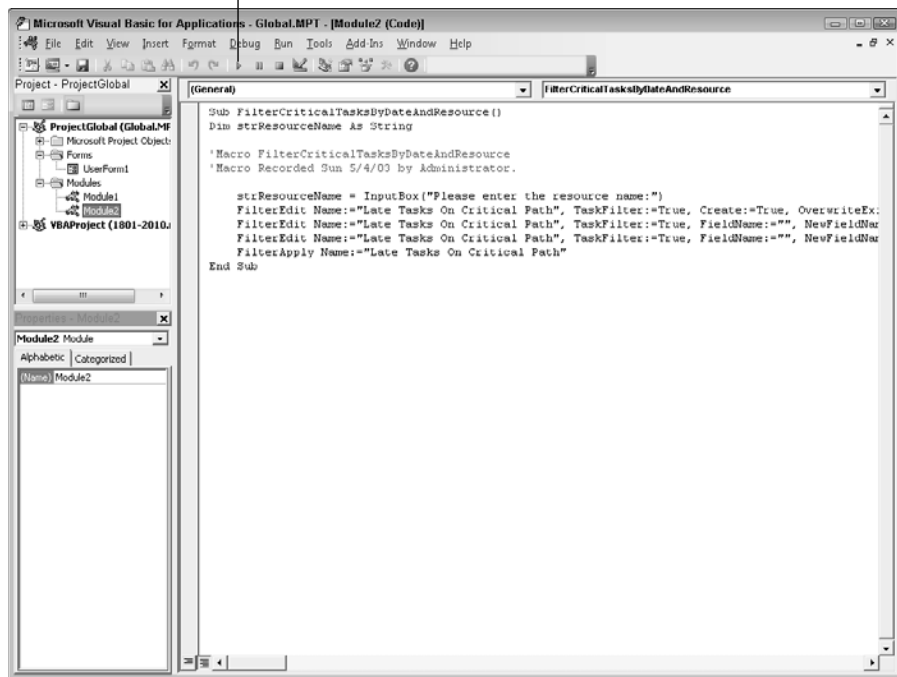 Microsoft Visual Basic for Applications - Global.MPT - [Module2 (Code)]
File Edit View Insert Format Debug Run Tools Add-Ins Window Help
Project - ProjectGlobal
(General)
FilterCriticalTasksByDateAndResource
ProjectGlobal (Global.MF
Microsoft Project Object:
Forms
UserForm1
Modules
Module1
Module2
VBAProject (1801-2010.
Properties - Module2
Module2 Module
Alphabetic Categorized
(Name) Module2
Sub FilterCriticalTasksByDateAndResource()
Dim strResourceName As String
'Macro FilterCriticalTasksByDateAndResource
'Macro Recorded Sun 5/4/03 by Administrator.
strResourceName = InputBox("Please enter the resource name:")
FilterEdit Name:="Late Tasks On Critical Path", TaskFilter:=True, Create:=True, OverwriteEx
FilterEdit Name:="Late Tasks On Critical Path", TaskFilter:=True, FieldName:="", NewFieldNam
FilterEdit Name:="Late Tasks On Critical Path", TaskFilter:=True, FieldName:="", NewFieldNam
FilterApply Name:="Late Tasks On Critical Path"
End Sub